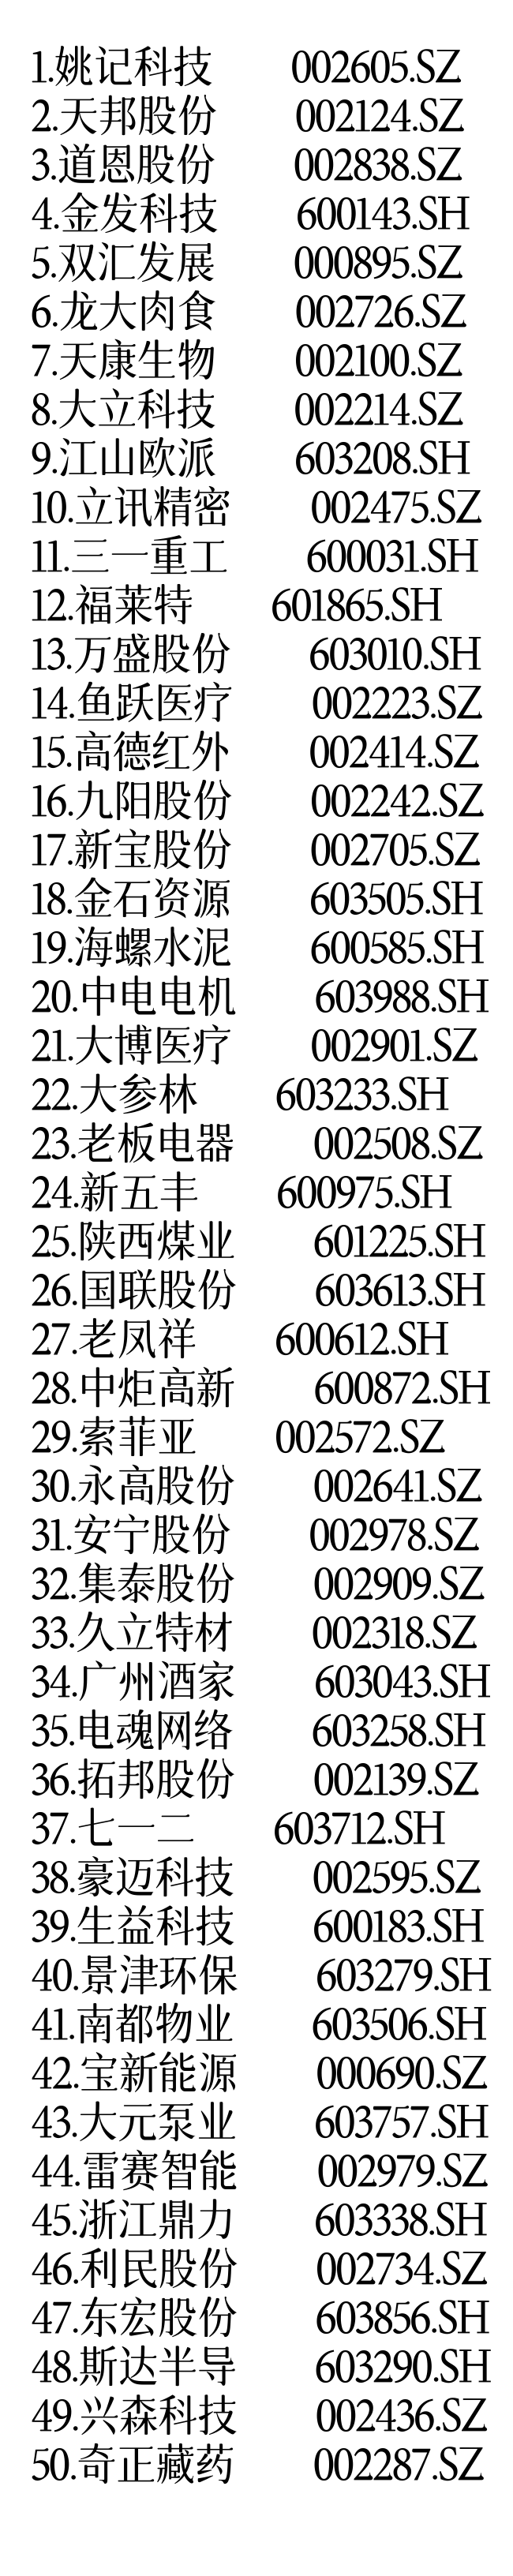 1.姚记科技 002605.SZ
2.天邦股份 002124.SZ
3.道恩股份 002838.SZ
4.金发科技 600143.SH
5.双汇发展 000895.SZ
6.龙大肉食 002726.SZ
7.天康生物 002100.SZ
8.大立科技 002214.SZ
9.江山欧派 603208.SH
10.立讯精密 002475.SZ
11.三一重工 600031.SH
12.福莱特 601865.SH
13.万盛股份 603010.SH
14.鱼跃医疗 002223.SZ
15.高德红外 002414.SZ
16.九阳股份 002242.SZ
17.新宝股份 002705.SZ
18.金石资源 603505.SH
19.海螺水泥 600585.SH
20.中电电机 603988.SH
21.大博医疗 002901.SZ
22.大参林 603233.SH
23.老板电器 002508.SZ
24.新五丰 600975.SH
25.陕西煤业 601225.SH
26.国联股份 603613.SH
27.老凤祥 600612.SH
28.中炬高新 600872.SH
29.索菲亚 002572.SZ
30.永高股份 002641.SZ
31.安宁股份 002978.SZ
32.集泰股份 002909.SZ
33.久立特材 002318.SZ
34.广州酒家 603043.SH
35.电魂网络 603258.SH
36.拓邦股份 002139.SZ
37.七一二 603712.SH
38.豪迈科技 002595.SZ
39.生益科技 600183.SH
40.景津环保 603279.SH
41.南都物业 603506.SH
42.宝新能源 000690.SZ
43.大元泵业 603757.SH
44.雷赛智能 002979.SZ
45.浙江鼎力 603338.SH
46.利民股份 002734.SZ
47.东宏股份 603856.SH
48.斯达半导 603290.SH
49.兴森科技 002436.SZ
50.奇正藏药 002287.SZ